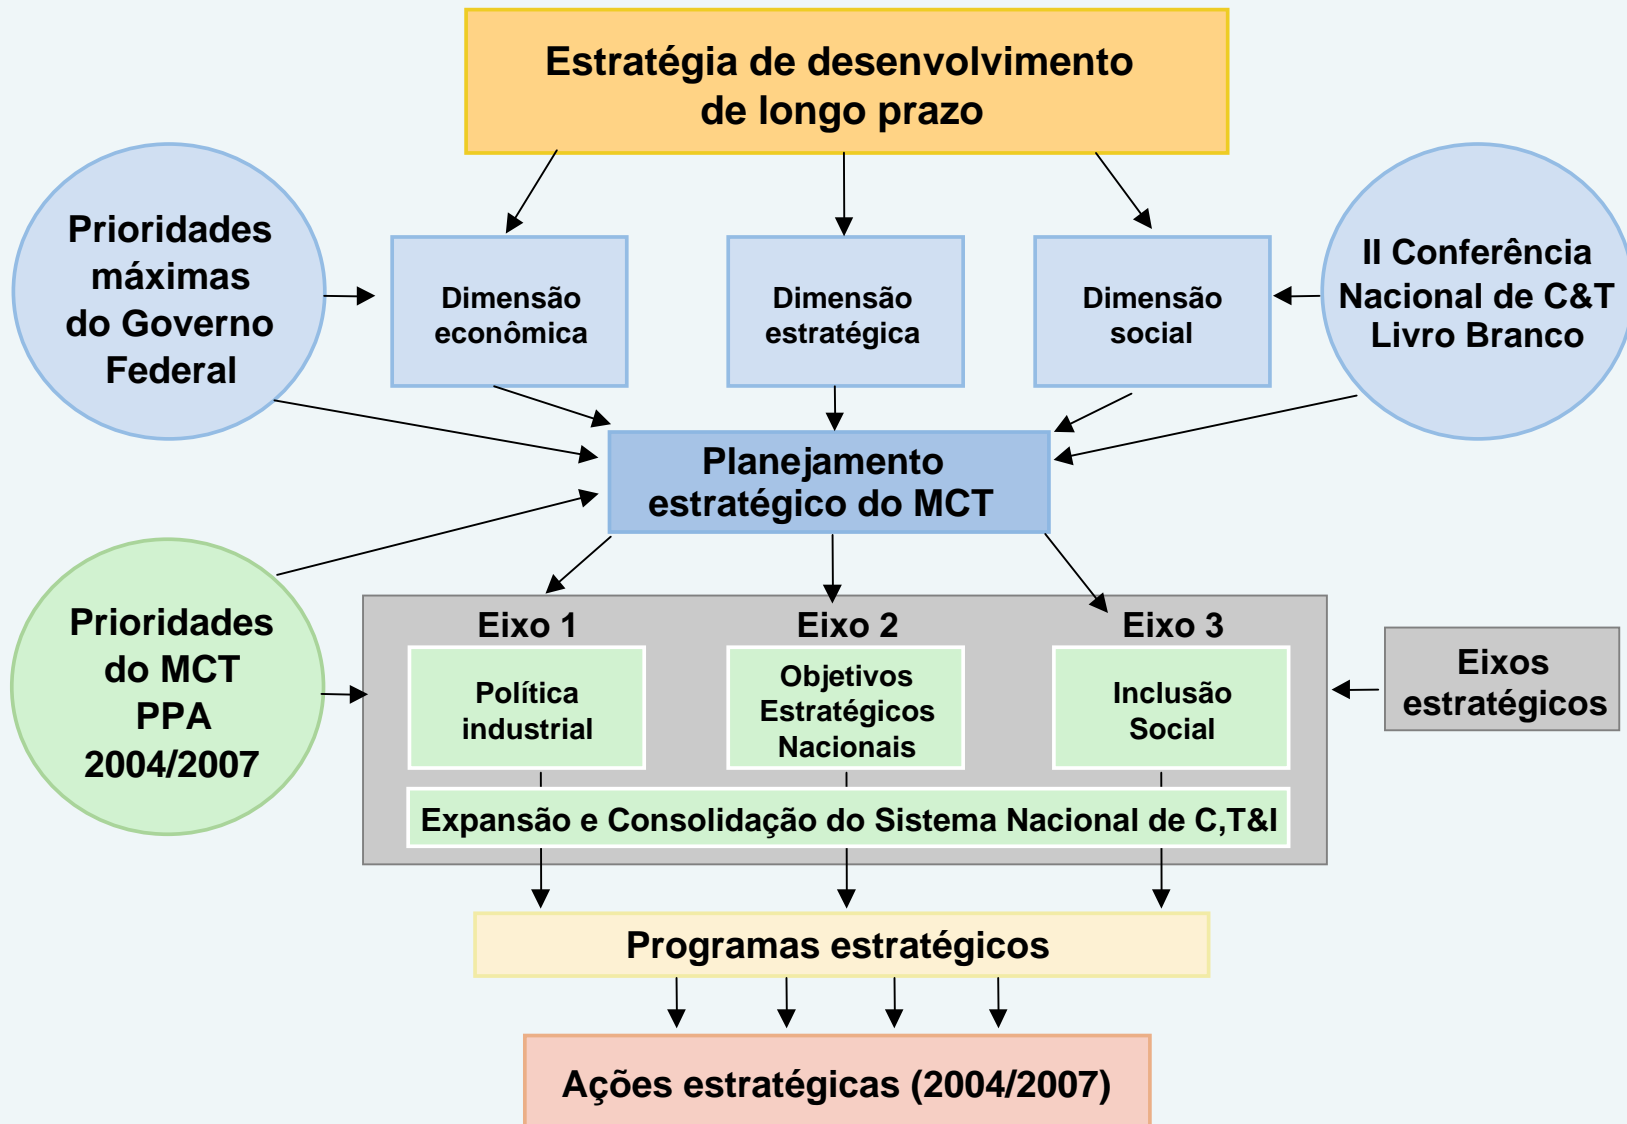 Estratégia de desenvolvimento
de longo prazo
Prioridades
máximas
do Governo
Federal
Dimensão
econômica
Dimensão
estratégica
Dimensão
social
II Conferência
Nacional de C&T
Livro Branco
Planejamento
estratégico do MCT
Prioridades
do MCT
PPA
2004/2007
Eixo 1
Eixo 2
Eixo 3
Política
industrial
Objetivos
Estratégicos
Nacionais
Inclusão
Social
Eixos
estratégicos
Expansão e Consolidação do Sistema Nacional de C,T&I
Programas estratégicos
Ações estratégicas (2004/2007)